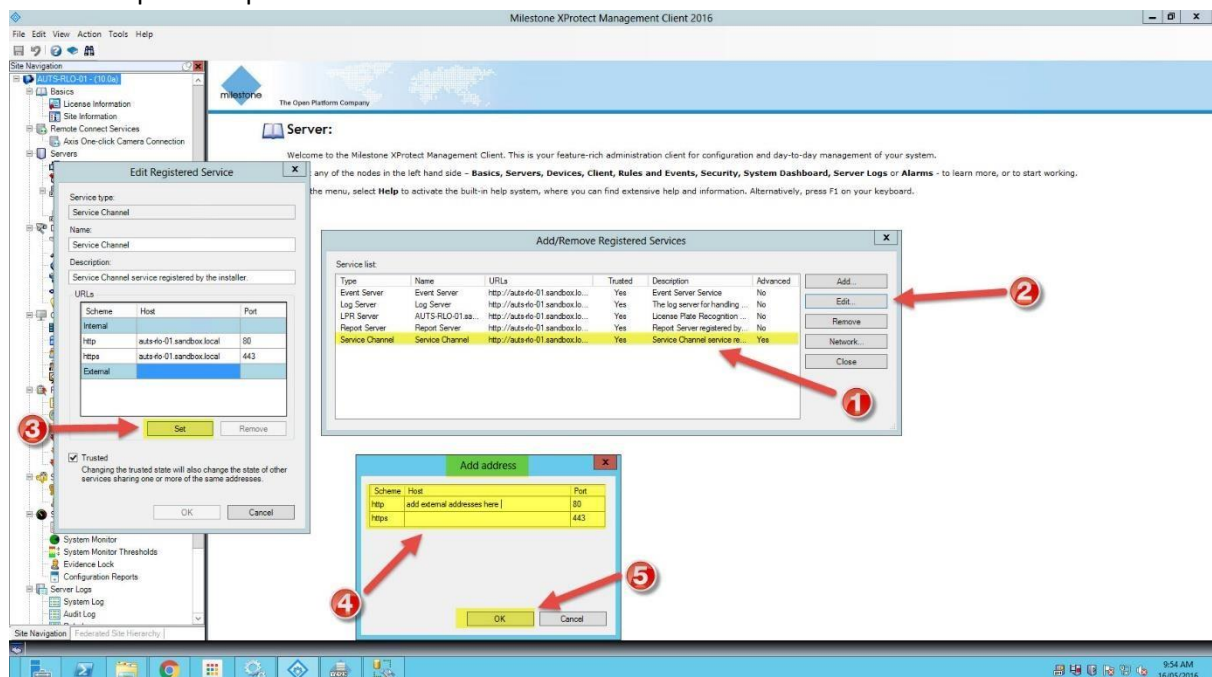 Milestone XProtect Management Client 2016
File Edit View Action Tools Help
Site Navigation
AUTS-RLO-01 - (10.0a)
Basics
License Information
Site Information
Remote Connect Services
Axis One-click Camera Connection
Servers
System Monitor
System Monitor Thresholds
Evidence Lock
Configuration Reports
Server Logs
System Log
Audit Log
Site Navigation Federated Site Hierarchy
milestone
The Open Platform Company
Server:
Welcome to the Milestone XProtect Management Client. This is your feature-rich administration client for configuration and day-to-day management of your system.
any of the nodes in the left hand side - Basics, Servers, Devices, Client, Rules and Events, Security, System Dashboard, Server Logs or Alarms - to learn more, or to start working.
the menu, select Help to activate the built-in help system, where you can find extensive help and information. Alternatively, press F1 on your keyboard.
Edit Registered Service
X
Service type:
Service Channel
Name:
Service Channel
Description:
Service Channel service registered by the installer.
URLs
Scheme Host Port
Internal
http auts-rlo-01.sandbox.local 80
https auts-rlo-01.sandbox.local 443
External
3
Set Remove
Trusted
Changing the trusted state will also change the state of other
services sharing one or more of the same addresses.
OK Cancel
Add/Remove Registered Services
X
Service list:
Type Name URLs Trusted Description Advanced
Event Server Event Server http://auts-rlo-01.sandbox.lo... Yes Event Server Service No
Log Server Log Server http://auts-rlo-01.sandbox.lo... Yes The log server for handling ... No
LPR Server AUTS-RLO-01.sa... http://auts-rlo-01.sandbox.lo... Yes License Plate Recognition ... No
Report Server Report Server http://auts-rlo-01.sandbox.lo... Yes Report Server registered by... No
Service Channel Service Channel http://auts-rlo-01.sandbox.lo... Yes Service Channel service re... Yes
Add...
Edit...
Remove
Network...
Close
2
1
Add address
x
Scheme Host Port
http add external addresses here 80
https 443
4
5
OK Cancel
9:54 AM
16/05/2016